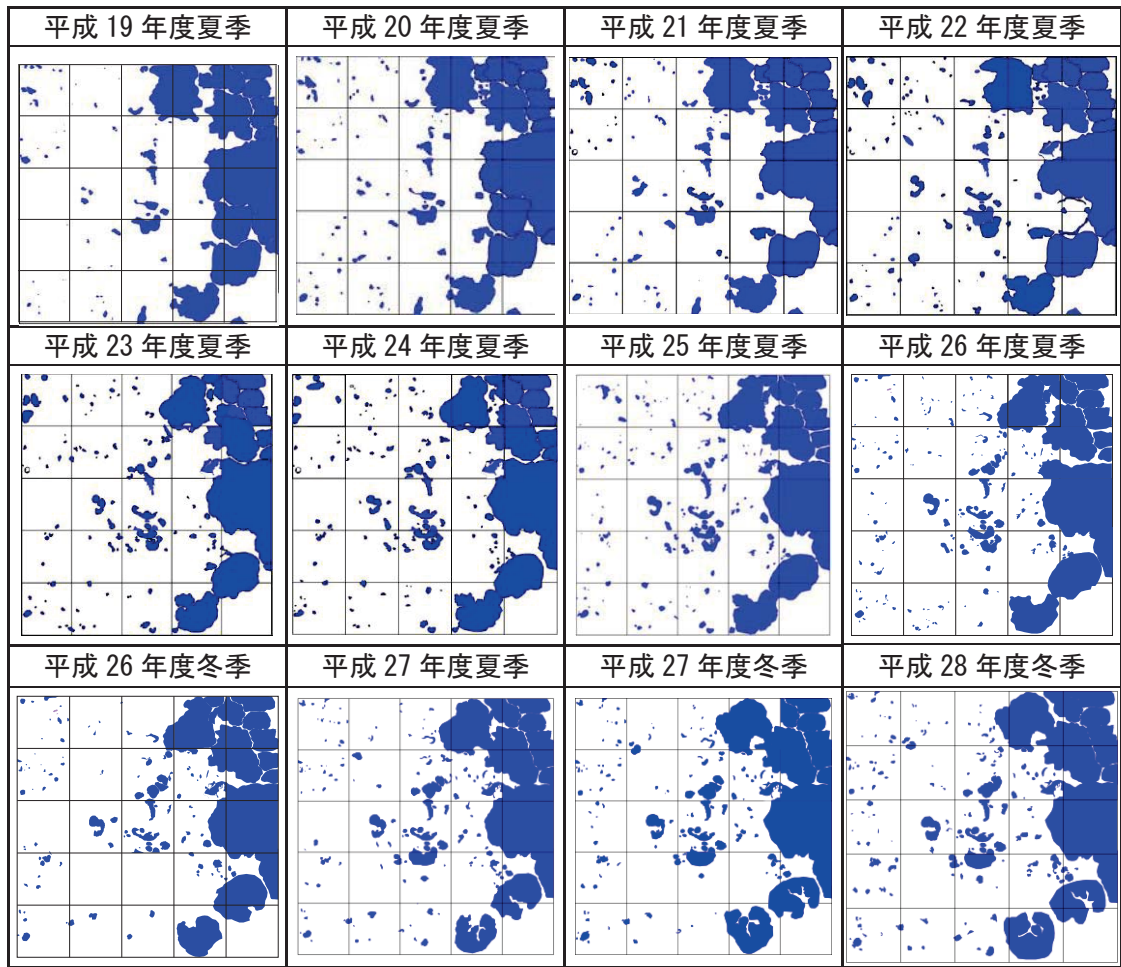 平成 19 年度夏季
平成 20 年度夏季
平成 21 年度夏季
平成 22 年度夏季
平成 23 年度夏季
平成 24 年度夏季
平成 25 年度夏季
平成 26 年度夏季
平成 26 年度冬季
平成 27 年度夏季
平成 27 年度冬季
平成 28 年度冬季